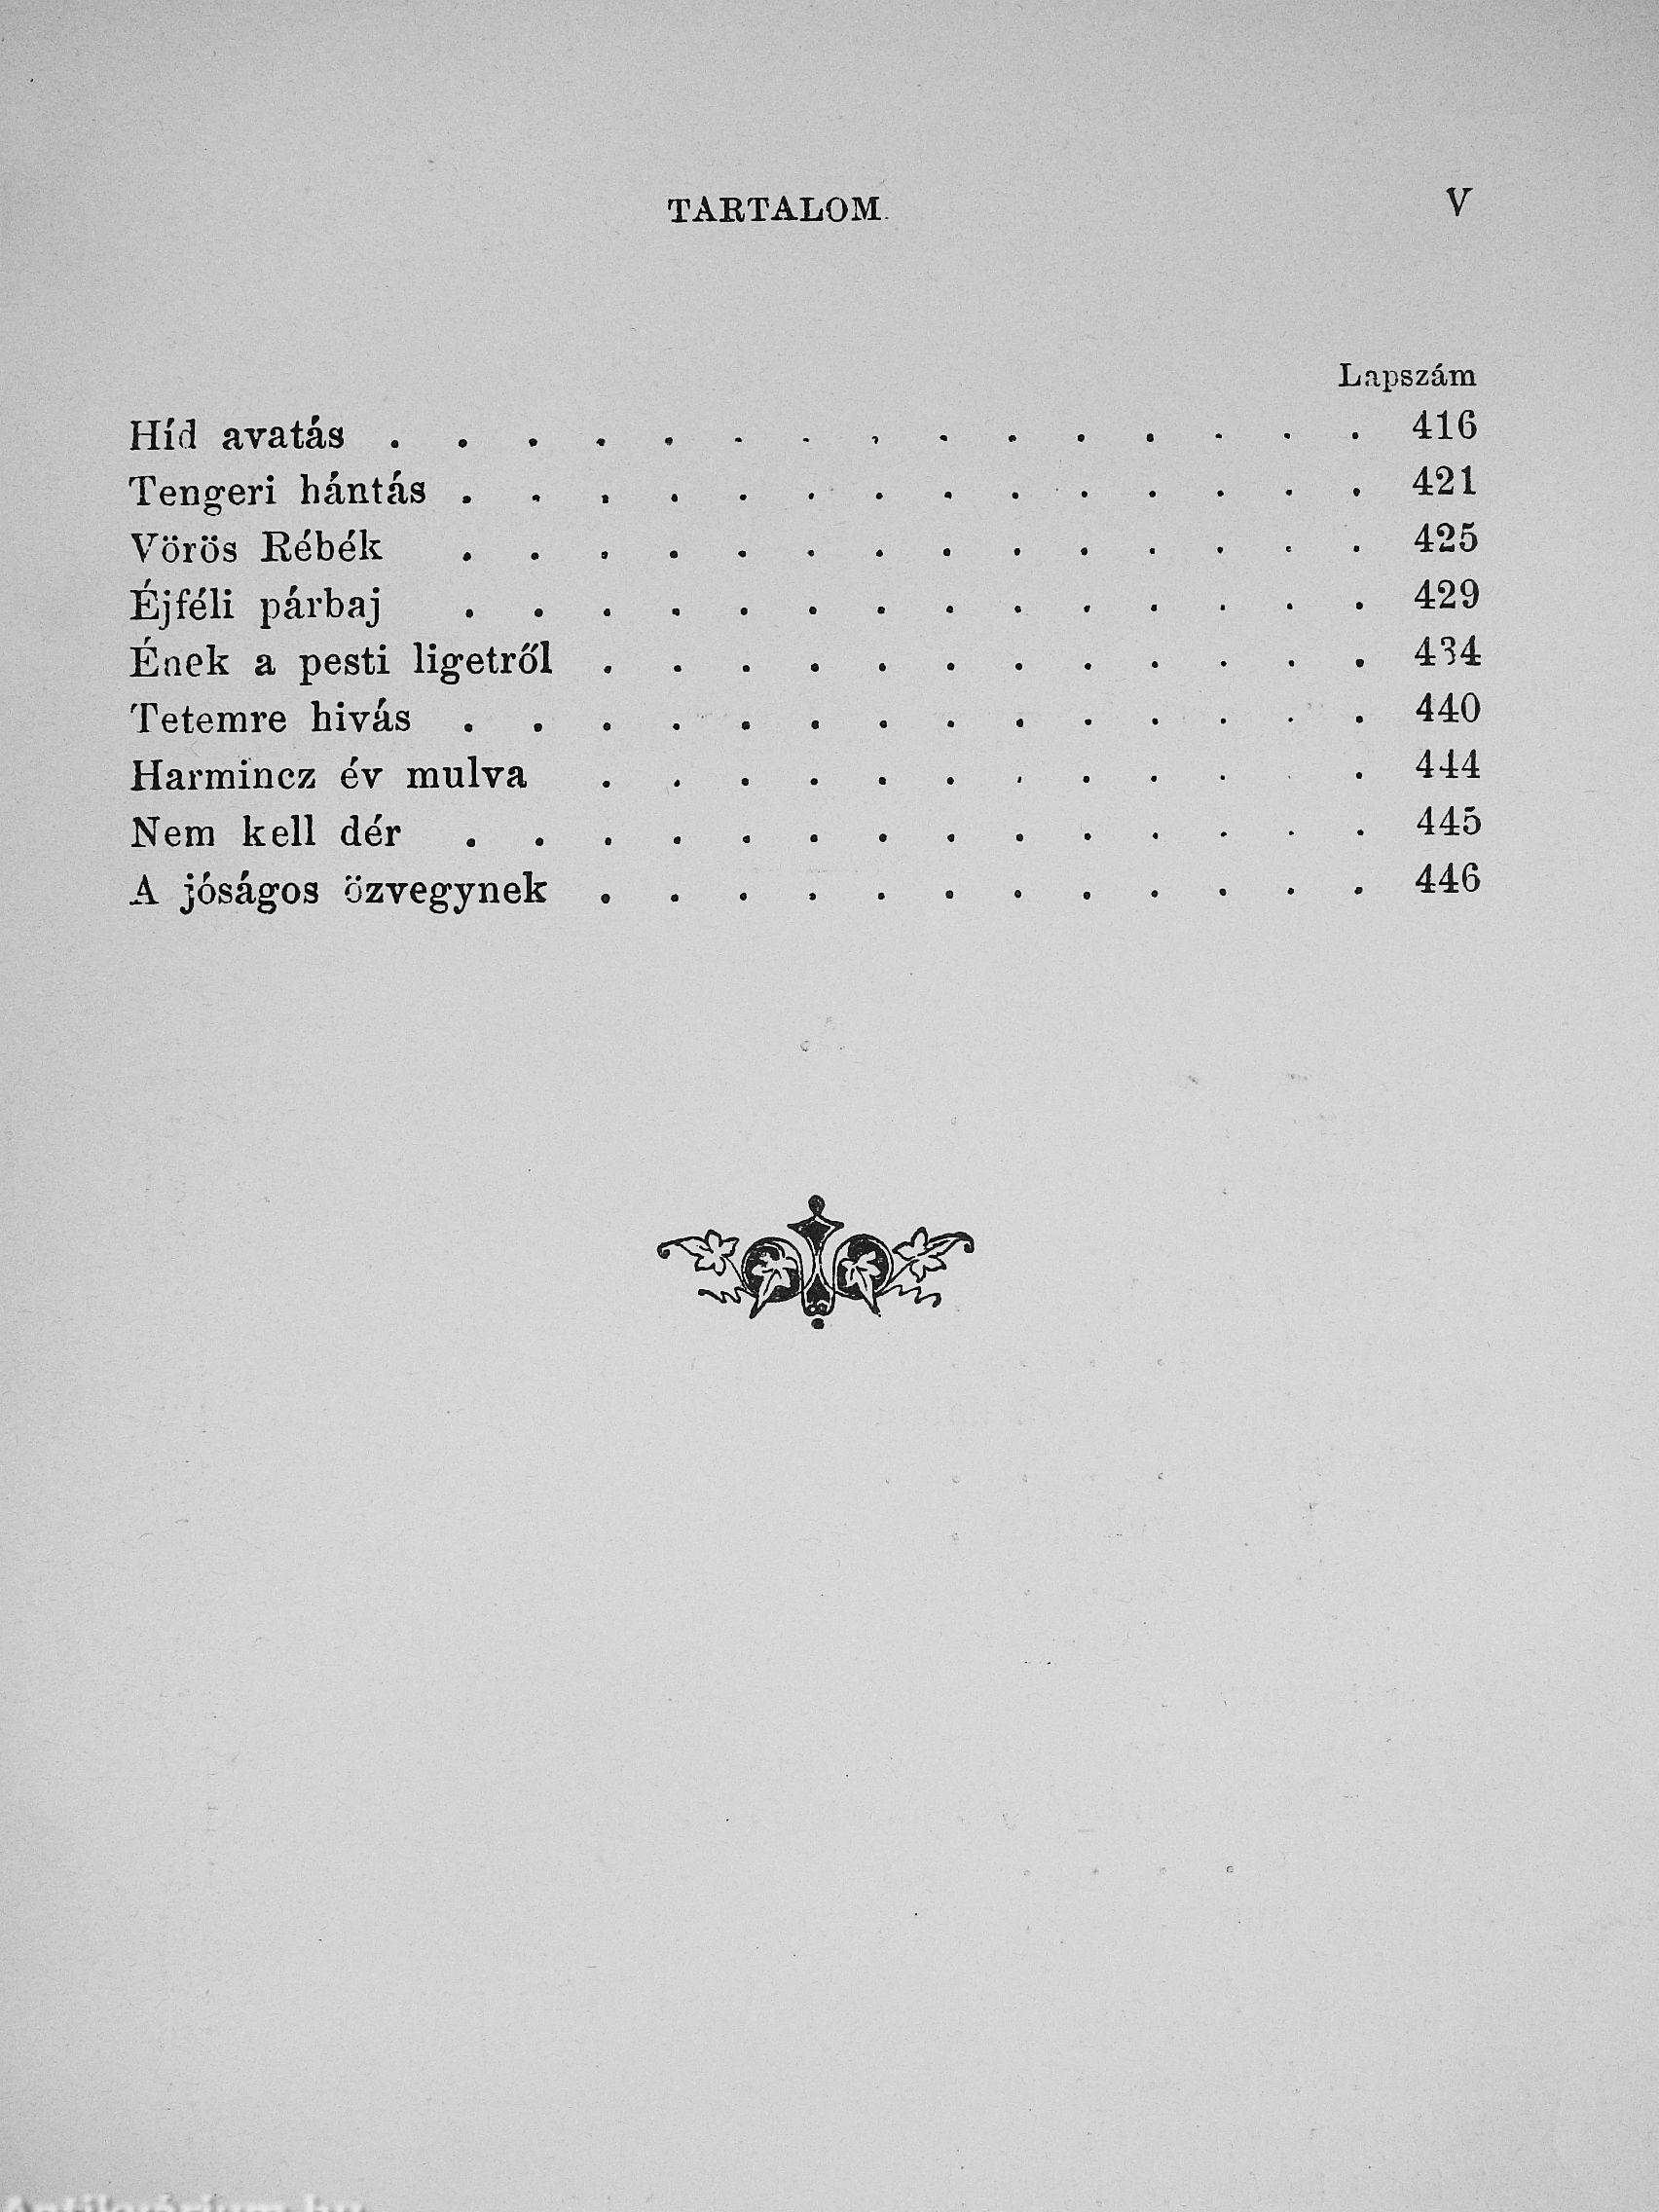 TARTALOM. V
Lapszám
Híd avatás . . . . . . . . . . . . . . . 416
Tengeri hántás . . . . . . . . . . . . . . 421
Vörös Rébék . . . . . . . . . . . . . . 425
Éjféli párbaj . . . . . . . . . . . . . . 429
Ének a pesti ligetről . . . . . . . . . . . . 434
Tetemre hivás . . . . . . . . . . . . . . 440
Harmincz év mulva . . . . . . . . . . . . 444
Nem kell dér . . . . . . . . . . . . . . 445
A jóságos özvegynek . . . . . . . . . . . . 446